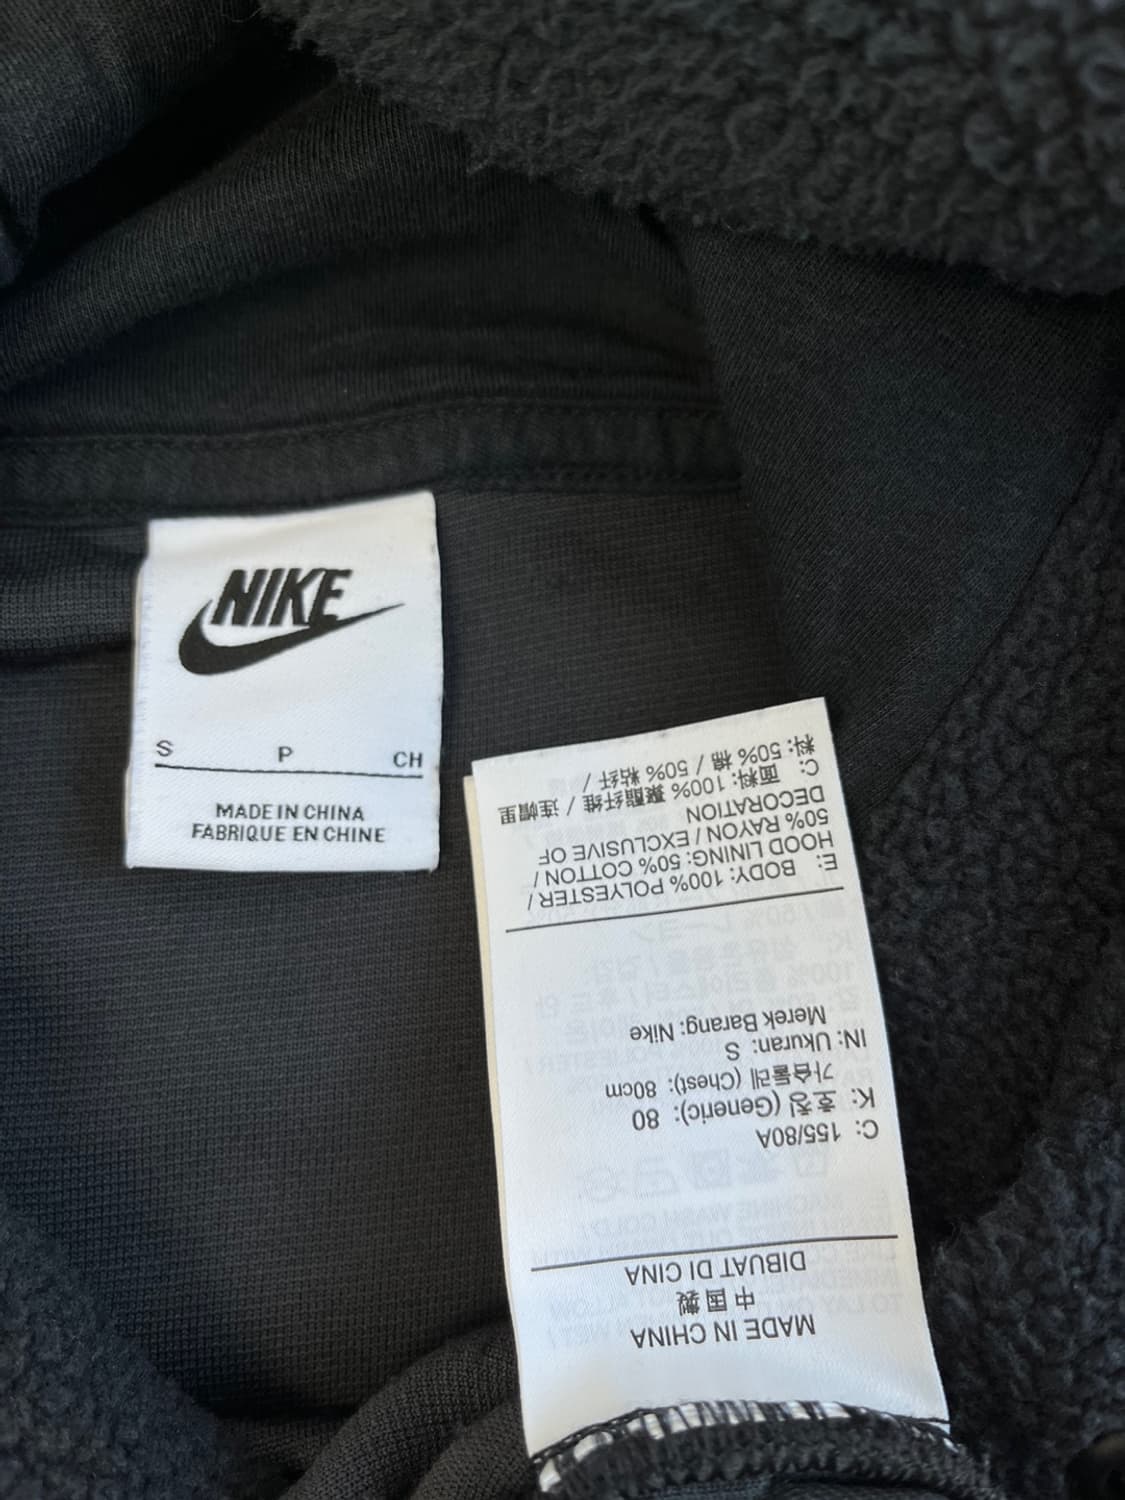 NIKE
S P CH
MADE IN CHINA
FABRIQUE EN CHINE
MADE IN CHINA
中国製
DIBUAT DI CINA
C: 155/80A
K: 호칭 (Generic): 80
가슴둘레 (Chest): 80cm
IN: Ukuran: S
Merek Barang: Nike
E: BODY: 100% POLYESTER /
HOOD LINING: 50% COTTON /
50% RAYON / EXCLUSIVE OF
DECORATION
C: 面料: 100% 聚酯纤维 / 连帽里
料: 50% 棉 / 50% 粘纤 /